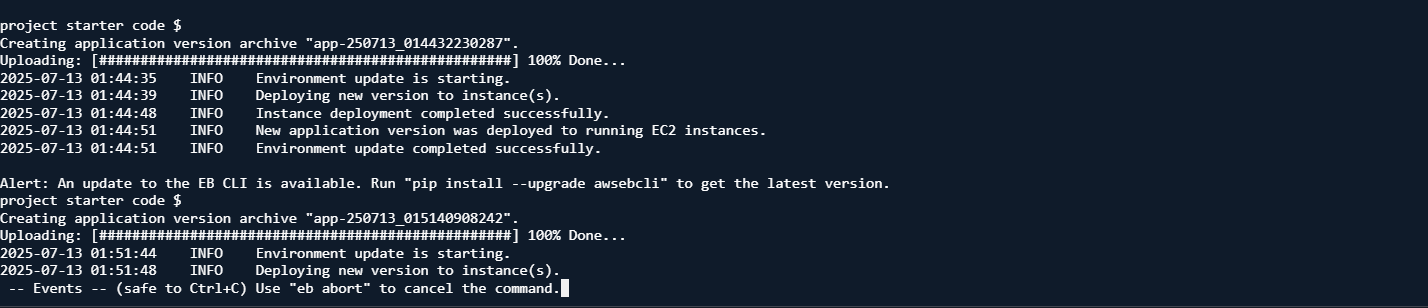 project starter code $
Creating application version archive "app-250713_014432230287".
Uploading: [##################################################] 100% Done...
2025-07-13 01:44:35    INFO    Environment update is starting.
2025-07-13 01:44:39    INFO    Deploying new version to instance(s).
2025-07-13 01:44:48    INFO    Instance deployment completed successfully.
2025-07-13 01:44:51    INFO    New application version was deployed to running EC2 instances.
2025-07-13 01:44:51    INFO    Environment update completed successfully.
Alert: An update to the EB CLI is available. Run "pip install --upgrade awsebcli" to get the latest version.
project starter code $
Creating application version archive "app-250713_015140908242".
Uploading: [##################################################] 100% Done...
2025-07-13 01:51:44    INFO    Environment update is starting.
2025-07-13 01:51:48    INFO    Deploying new version to instance(s).
 -- Events -- (safe to Ctrl+C) Use "eb abort" to cancel the command.